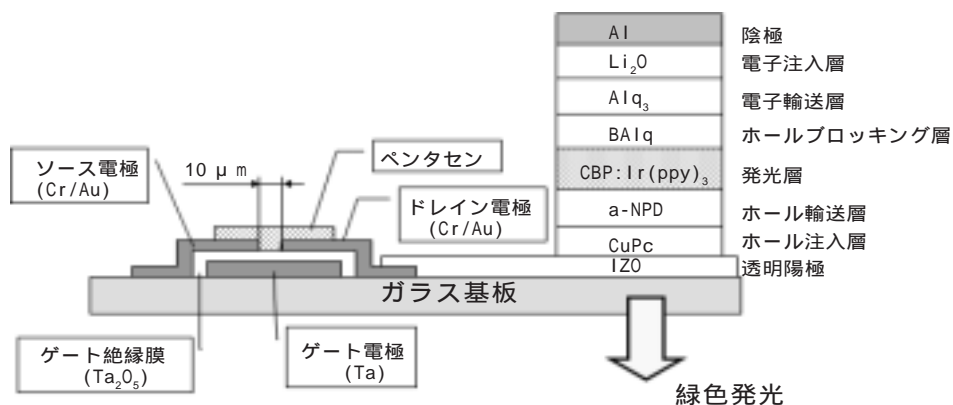 Al 陰極
Li₂O 電子注入層
Alq₃ 電子輸送層
BAlq ホールブロッキング層
CBP:Ir(ppy)₃ 発光層
a-NPD ホール輸送層
CuPc ホール注入層
IZO 透明陽極
ソース電極
(Cr/Au)
10 μm
ペンタセン
ドレイン電極
(Cr/Au)
ガラス基板
ゲート絶縁膜
(Ta₂O₅)
ゲート電極
(Ta)
緑色発光